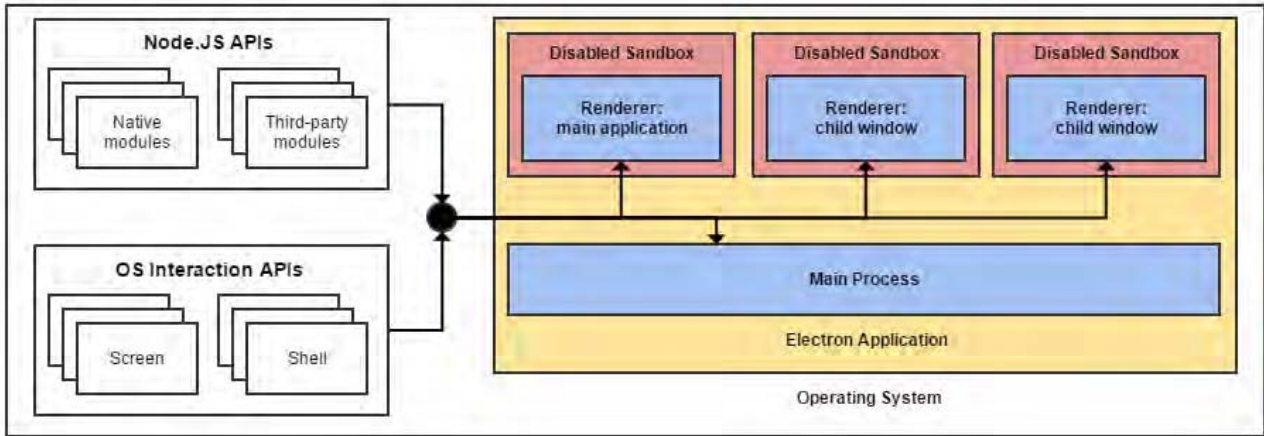 Node.JS APIs
Native
modules
Third-party
modules
OS Interaction APIs
Screen
Shell
Disabled Sandbox
Renderer:
main application
Disabled Sandbox
Renderer:
child window
Disabled Sandbox
Renderer:
child window
Main Process
Electron Application
Operating System